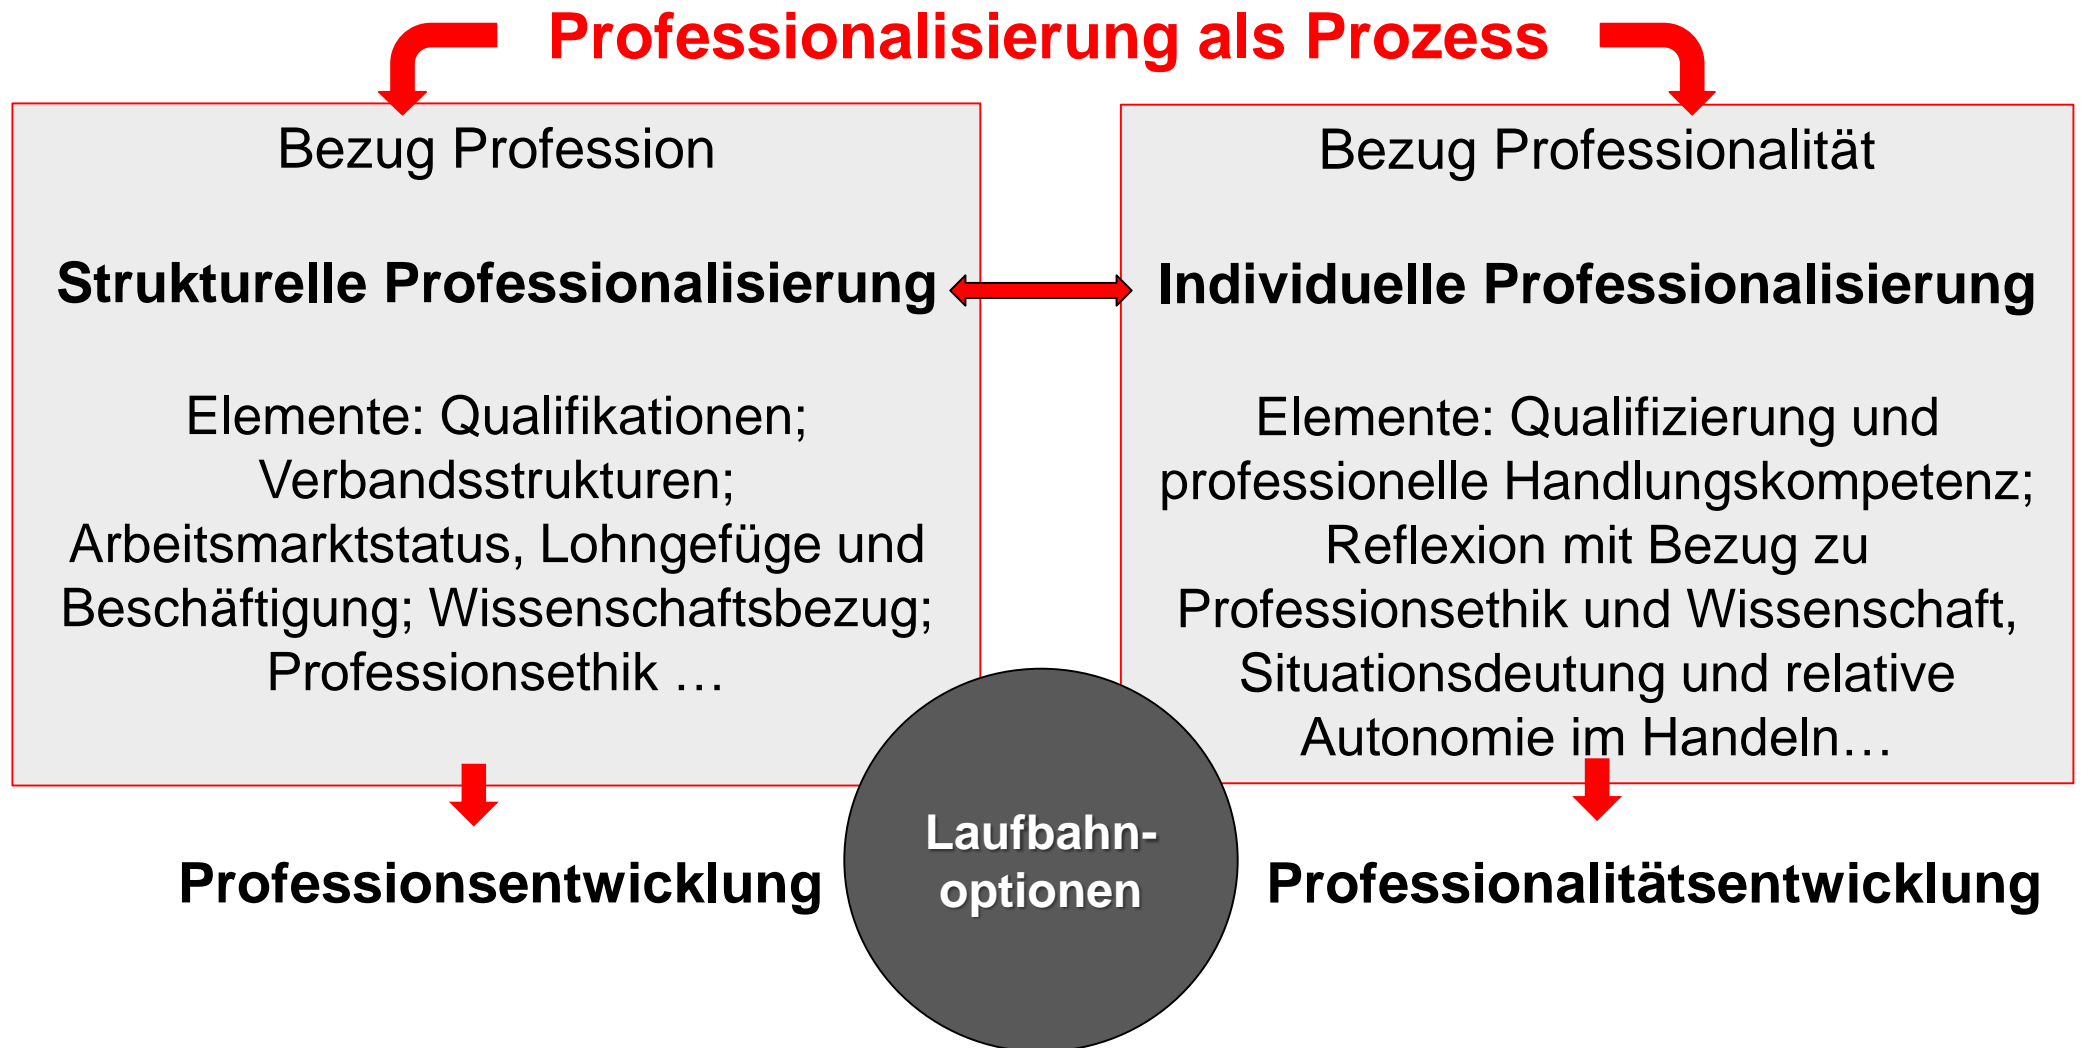 Professionalisierung als Prozess
Bezug Profession
Strukturelle Professionalisierung
Elemente: Qualifikationen;
Verbandsstrukturen;
Arbeitsmarktstatus, Lohngefüge und
Beschäftigung; Wissenschaftsbezug;
Professionsethik …
Professionsentwicklung
Bezug Professionalität
Individuelle Professionalisierung
Elemente: Qualifizierung und
professionelle Handlungskompetenz;
Reflexion mit Bezug zu
Professionsethik und Wissenschaft,
Situationsdeutung und relative
Autonomie im Handeln…
Professionalitätsentwicklung
Laufbahn-
optionen